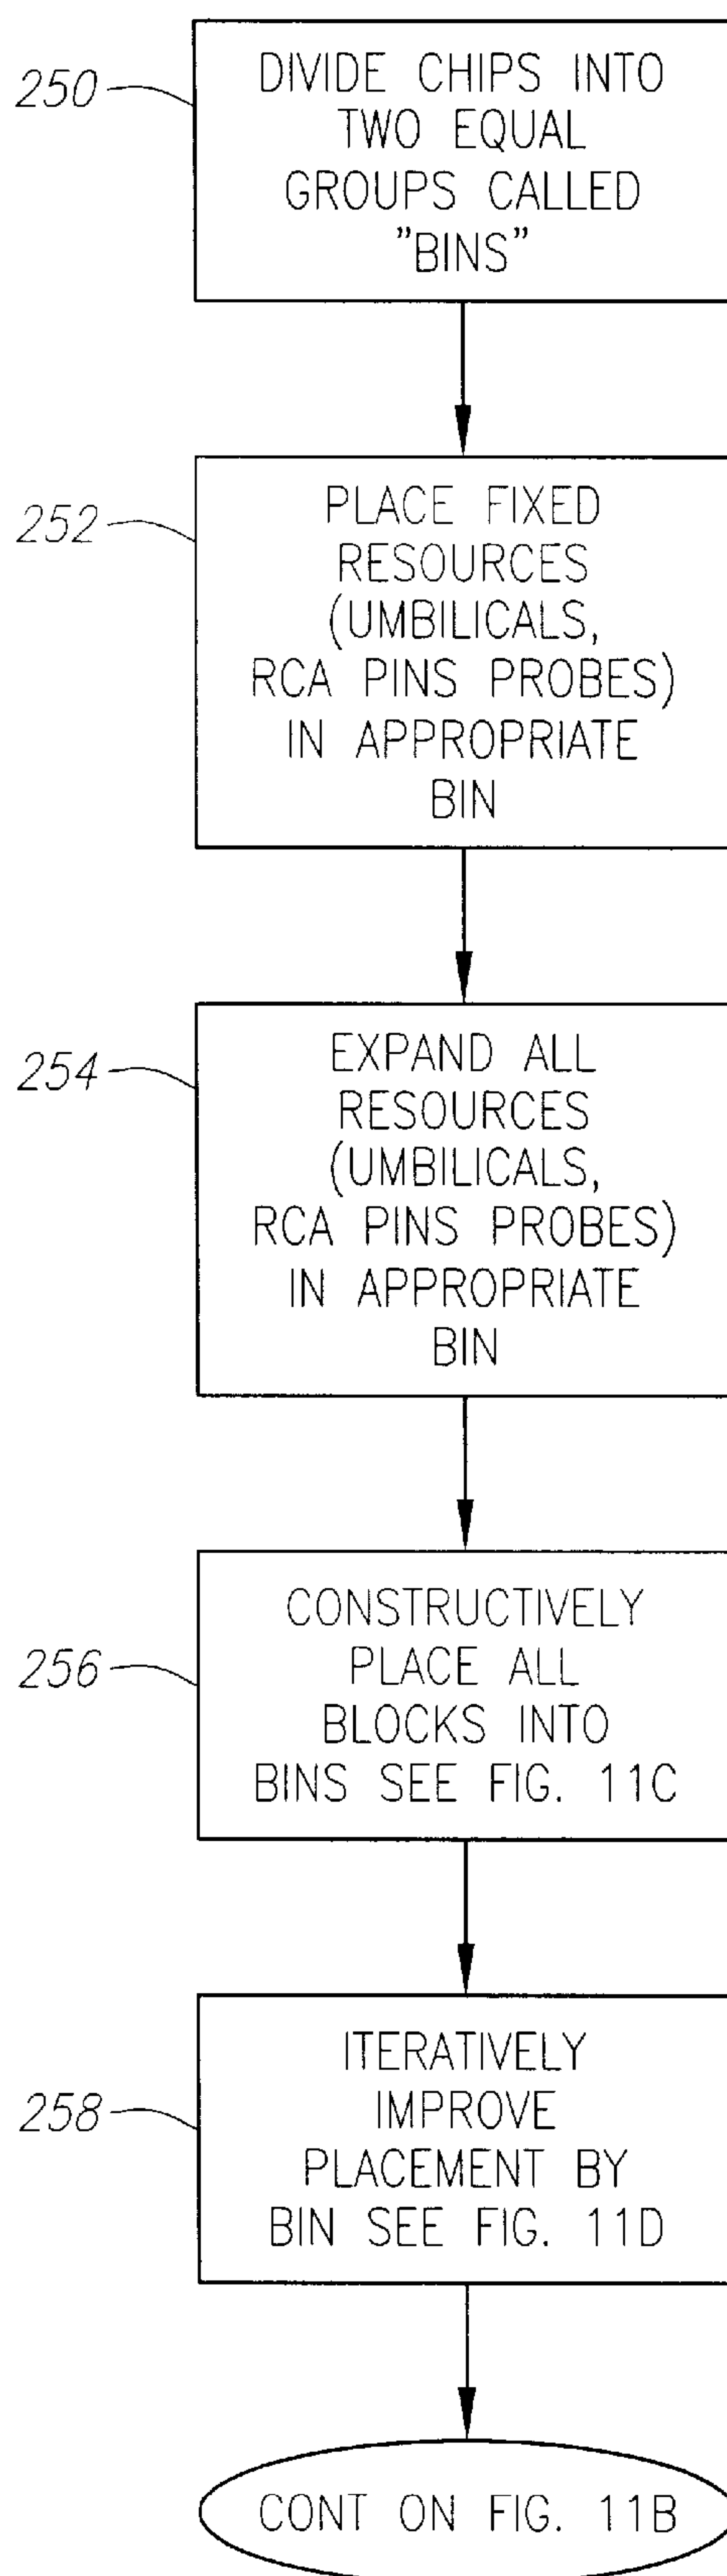 250
DIVIDE CHIPS INTO
TWO EQUAL
GROUPS CALLED
"BINS"
252
PLACE FIXED
RESOURCES
(UMBILICALS,
RCA PINS PROBES)
IN APPROPRIATE
BIN
254
EXPAND ALL
RESOURCES
(UMBILICALS,
RCA PINS PROBES)
IN APPROPRIATE
BIN
256
CONSTRUCTIVELY
PLACE ALL
BLOCKS INTO
BINS SEE FIG. 11C
258
ITERATIVELY
IMPROVE
PLACEMENT BY
BIN SEE FIG. 11D
CONT ON FIG. 11B